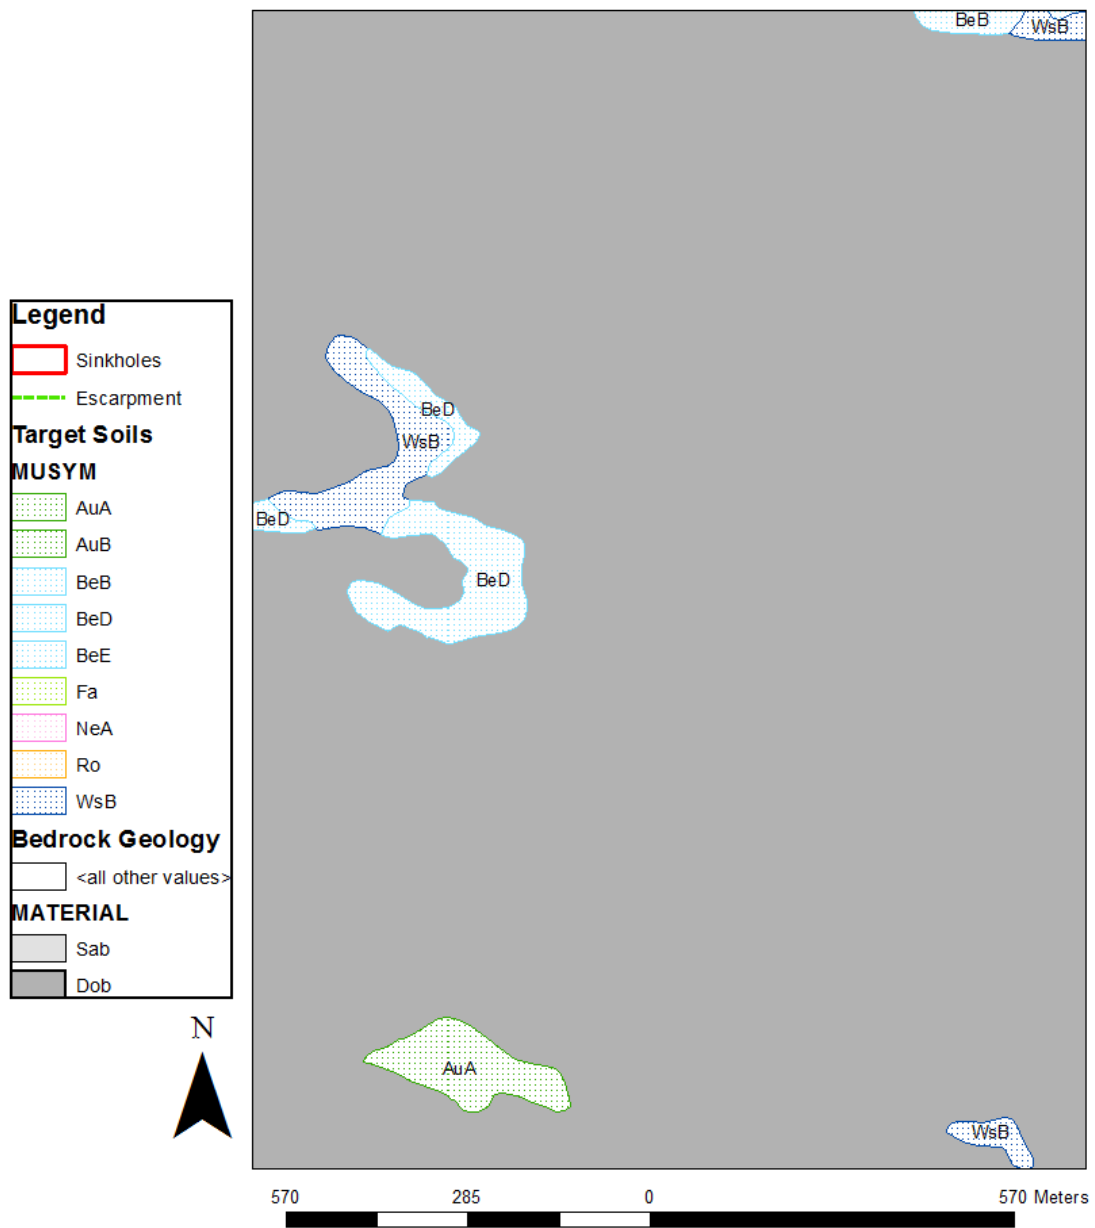 BeB
WsB
Legend
Sinkholes
Escarpment
Target Soils
MUSYM
AuA
AuB
BeB
BeD
BeE
Fa
NeA
Ro
WsB
Bedrock Geology
<all other values>
MATERIAL
Sab
Dob
BeD
WsB
BeD
BeD
N
AuA
WsB
570 285 0 570 Meters